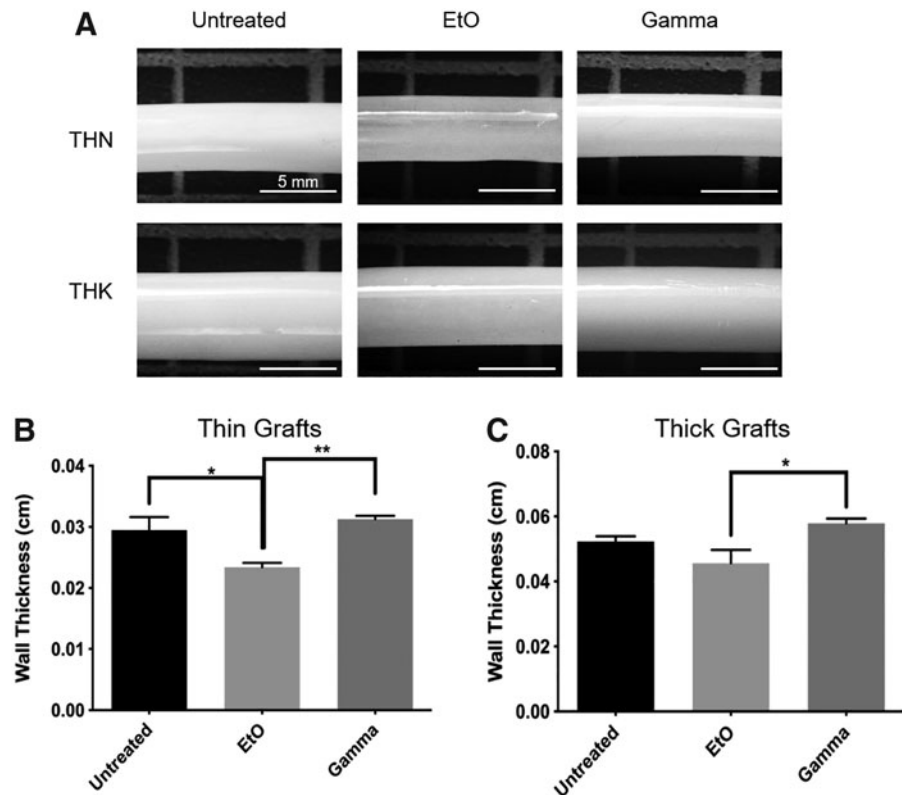 A
Untreated EtO Gamma
THN
5 mm
THK
B
Thin Grafts
Wall Thickness (cm)
0.04
0.03
0.02
0.01
0.00
* **
Untreated
EtO
Gamma
C
Thick Grafts
Wall Thickness (cm)
0.08
0.06
0.04
0.02
0.00
*
Untreated
EtO
Gamma